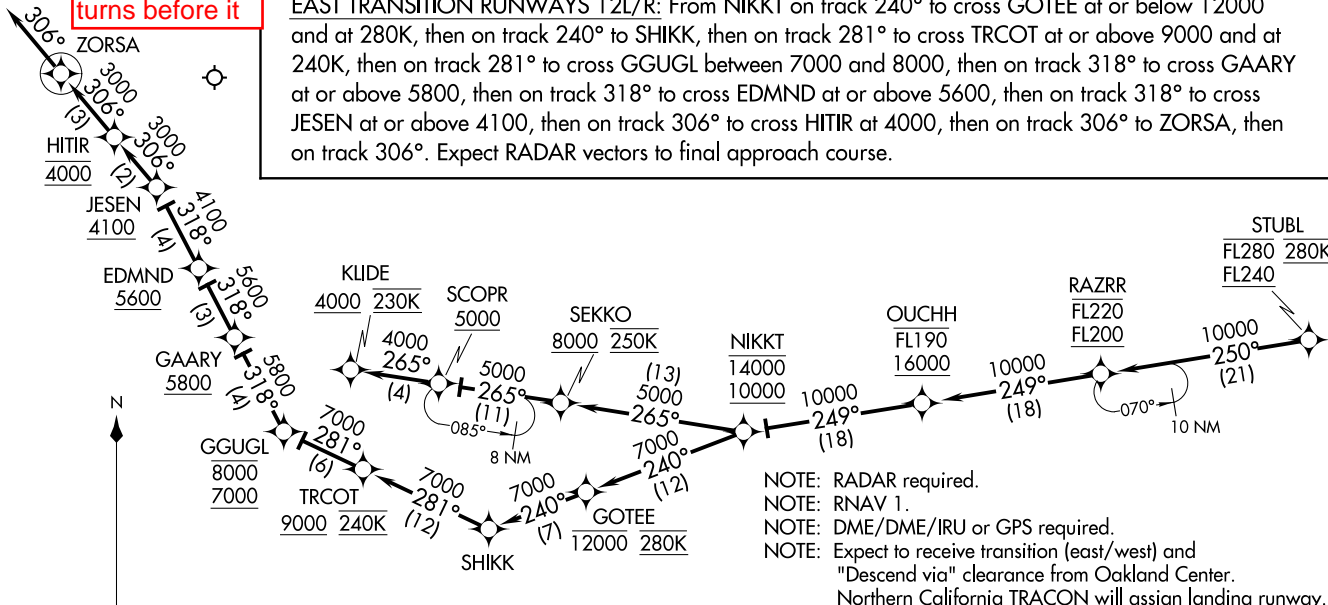 turns before it
EAST TRANSITION RUNWAYS 12L/R: From NIKKT on track 240° to cross GOTEE at or below 12000
and at 280K, then on track 240° to SHIKK, then on track 281° to cross TRCOT at or above 9000 and at
240K, then on track 281° to cross GGUGL between 7000 and 8000, then on track 318° to cross GAARY
at or above 5800, then on track 318° to cross EDMND at or above 5600, then on track 318° to cross
JESEN at or above 4100, then on track 306° to cross HITIR at 4000, then on track 306° to ZORSA, then
on track 306°. Expect RADAR vectors to final approach course.
306°
ZORSA
3000
306°
(3)
HITIR
4000
3000
306°
(2)
JESEN
4100
4100
318°
(4)
EDMND
5600
5600
318°
(3)
GAARY
5800
5800
318°
(4)
GGUGL
8000
7000
7000
281°
(6)
TRCOT
9000 240K
7000
281°
(12)
SHIKK
7000
240°
(7)
GOTEE
12000 280K
7000
240°
(12)
KLIDE
4000 230K
4000
265°
(4)
SCOPR
5000
5000
265°
(11)
085°
8 NM
SEKKO
8000 250K
(13)
5000
265°
NIKKT
14000
10000
10000
249°
(18)
OUCHH
FL190
16000
10000
249°
(18)
RAZRR
FL220
FL200
070°
10 NM
10000
250°
(21)
STUBL
FL280 280K
FL240
N
NOTE: RADAR required.
NOTE: RNAV 1.
NOTE: DME/DME/IRU or GPS required.
NOTE: Expect to receive transition (east/west) and
"Descend via" clearance from Oakland Center.
Northern California TRACON will assign landing runway.